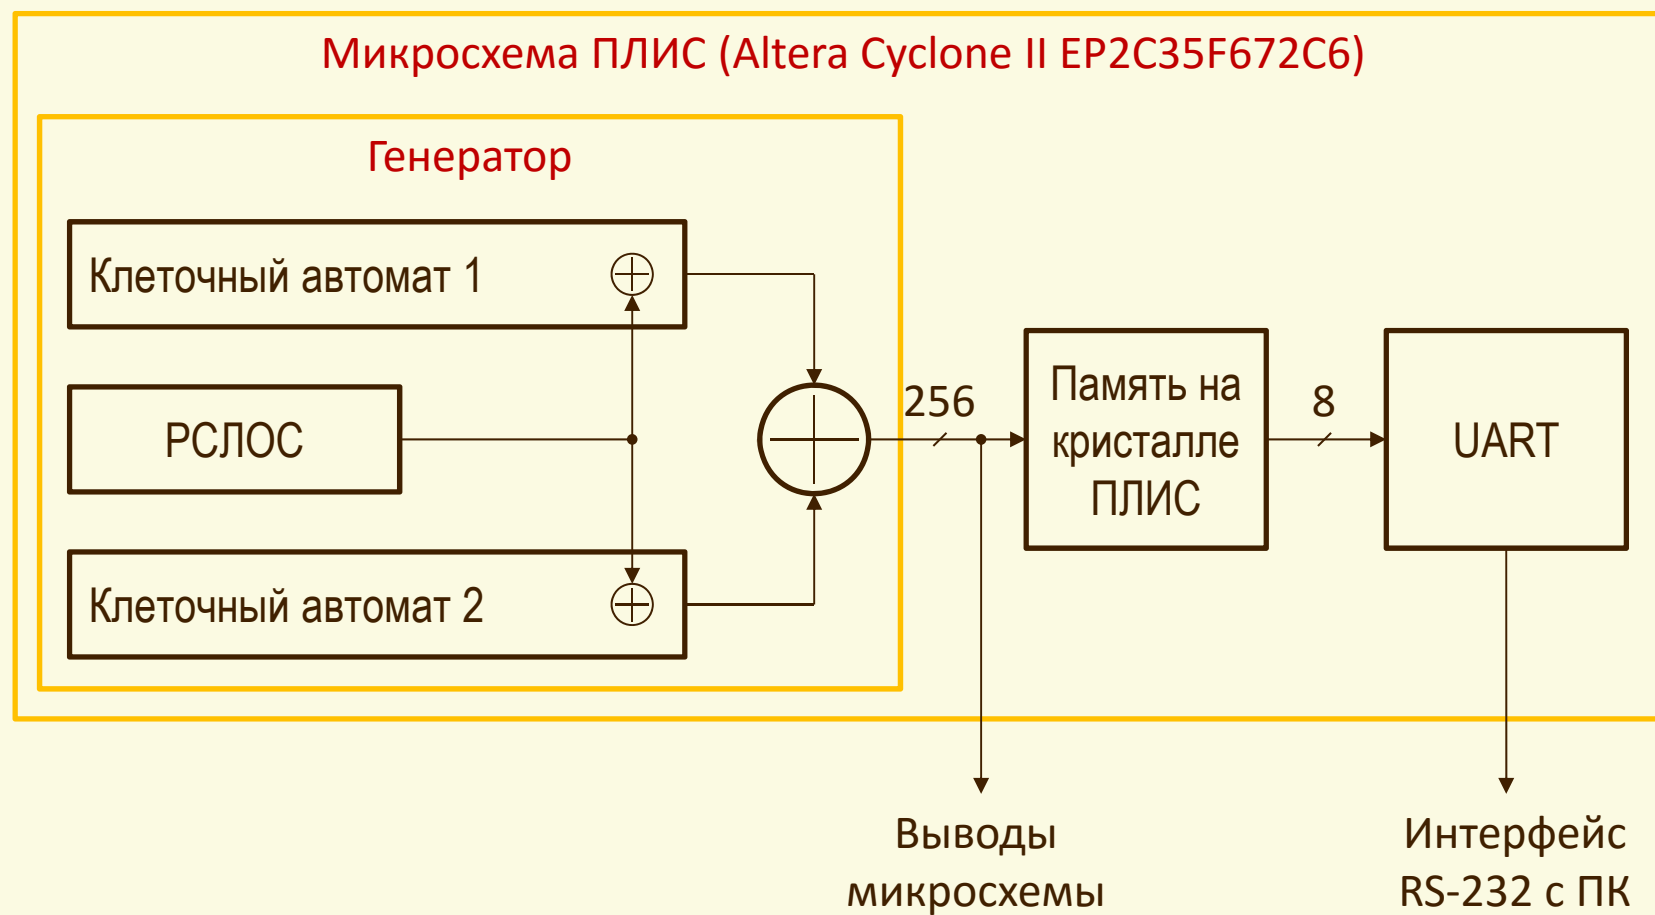 Микросхема ПЛИС (Altera Cyclone II EP2C35F672C6)
Генератор
Клеточный автомат 1
РСЛОС
Клеточный автомат 2
256
Память на
кристалле
ПЛИС
8
UART
Выводы
микросхемы
Интерфейс
RS-232 с ПК